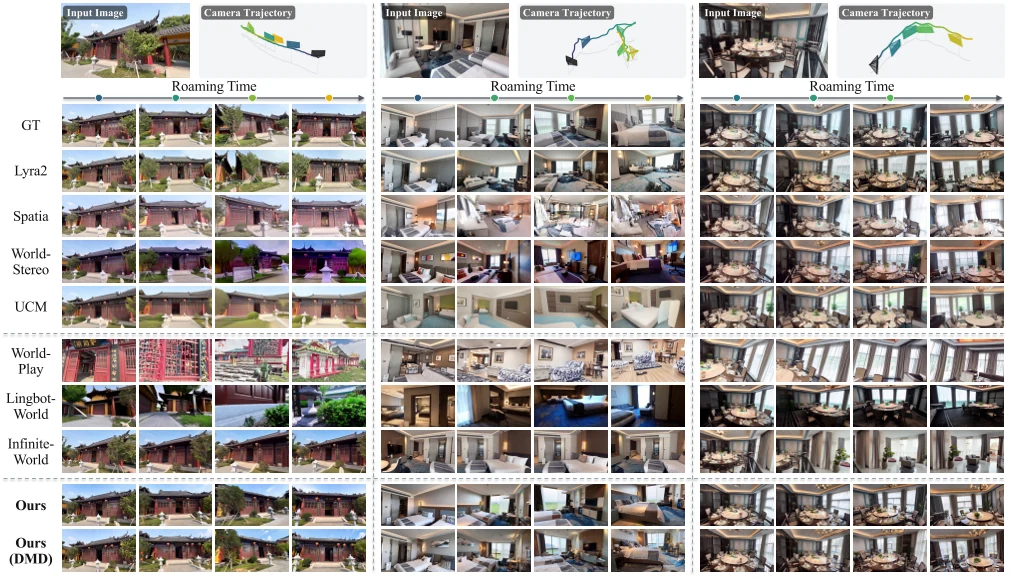 Input Image Camera Trajectory Input Image Camera Trajectory Input Image Camera Trajectory
Roaming Time Roaming Time Roaming Time
GT
Lyra2
Spatia
World-
Stereo
UCM
World-
Play
Lingbot-
World
Infinite-
World
Ours
Ours
(DMD)